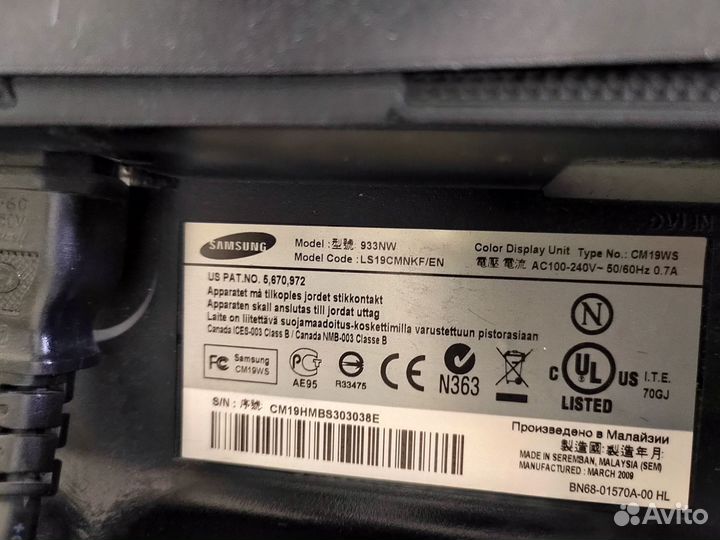 SAMSUNG
Model :型號: 933NW
Model Code : LS19CMNKF/EN
Color Display Unit Type No.: CM19WS
電壓 電流 AC100-240V~ 50/60Hz 0.7A
US PAT.NO. 5,670,972
Apparatet må tilkoples jordet stikkontakt
Apparaten skall anslutas till jordat uttag
Laite on liitettävä suojamaadoitus-koskettimilla varustettuun pistorasiaan
Canada ICES-003 Class B / Canada NMB-003 Classe B
N
FC Samsung
CM19WS
PG
AE95
R33475
CE
N363
c UL US
LISTED
I.T.E.
70GJ
S/N : 序號: CM19HMBS303038E
Произведено в Малайзии
製造國 製造年月
MADE IN SEREMBAN, MALAYSIA (SEM)
MANUFACTURED : MARCH 2009
BN68-01570A-00 HL
Avito